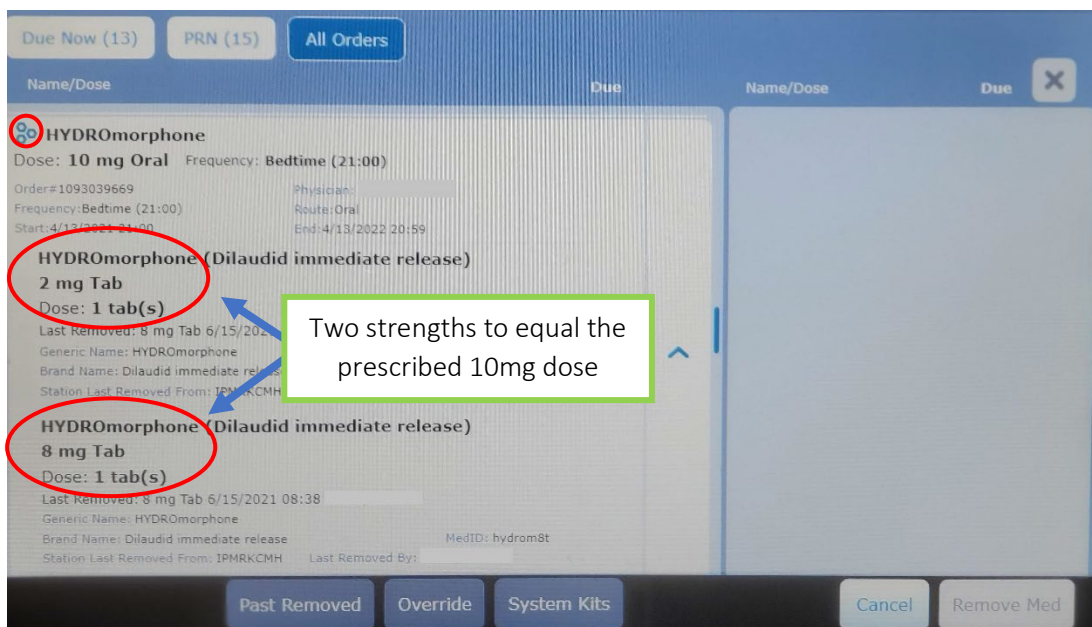 Due Now (13) PRN (15) All Orders
Name/Dose Due Name/Dose Due
HYDROmorphone
Dose: 10 mg Oral Frequency: Bedtime (21:00)
Order#1093039669 Physician:
Frequency:Bedtime (21:00) Route:Oral
Start:4/13/2021 21:00 End:4/13/2022 20:59
HYDROmorphone (Dilaudid immediate release)
2 mg Tab
Dose: 1 tab(s)
Last Removed: 8 mg Tab 6/15/202
Generic Name: HYDROmorphone
Brand Name: Dilaudid immediate
Station Last Removed From: IPMRKCMH
Two strengths to equal the
prescribed 10mg dose
HYDROmorphone (Dilaudid immediate release)
8 mg Tab
Dose: 1 tab(s)
Last Removed: 8 mg Tab 6/15/2021 08:38
Generic Name: HYDROmorphone
Brand Name: Dilaudid immediate release MedID: hydrom8t
Station Last Removed From: IPMRKCMH Last Removed By:
Past Removed Override System Kits Cancel Remove Med